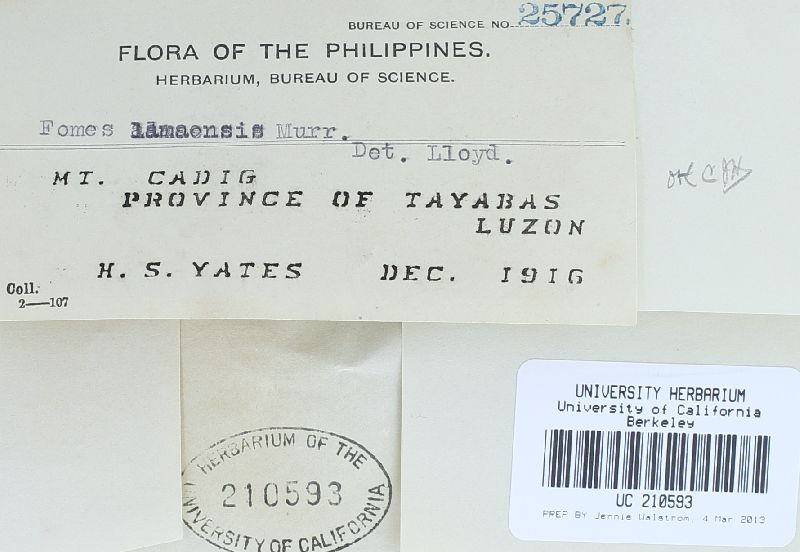 BUREAU OF SCIENCE NO. 25727.
FLORA OF THE PHILIPPINES.
HERBARIUM, BUREAU OF SCIENCE.
Fomes Murr.
Det. Lloyd.
MT. CADIG
PROVINCE OF TAYABAS
LUZON
H. S. YATES DEC. 1916
Coll.
2—107
HERBARIUM OF THE
210593
UNIVERSITY OF CALIFORNIA
UNIVERSITY HERBARIUM
University of California
Berkeley
UC 210593
PREP BY Jennie Walstrom, 4 Mar 2013